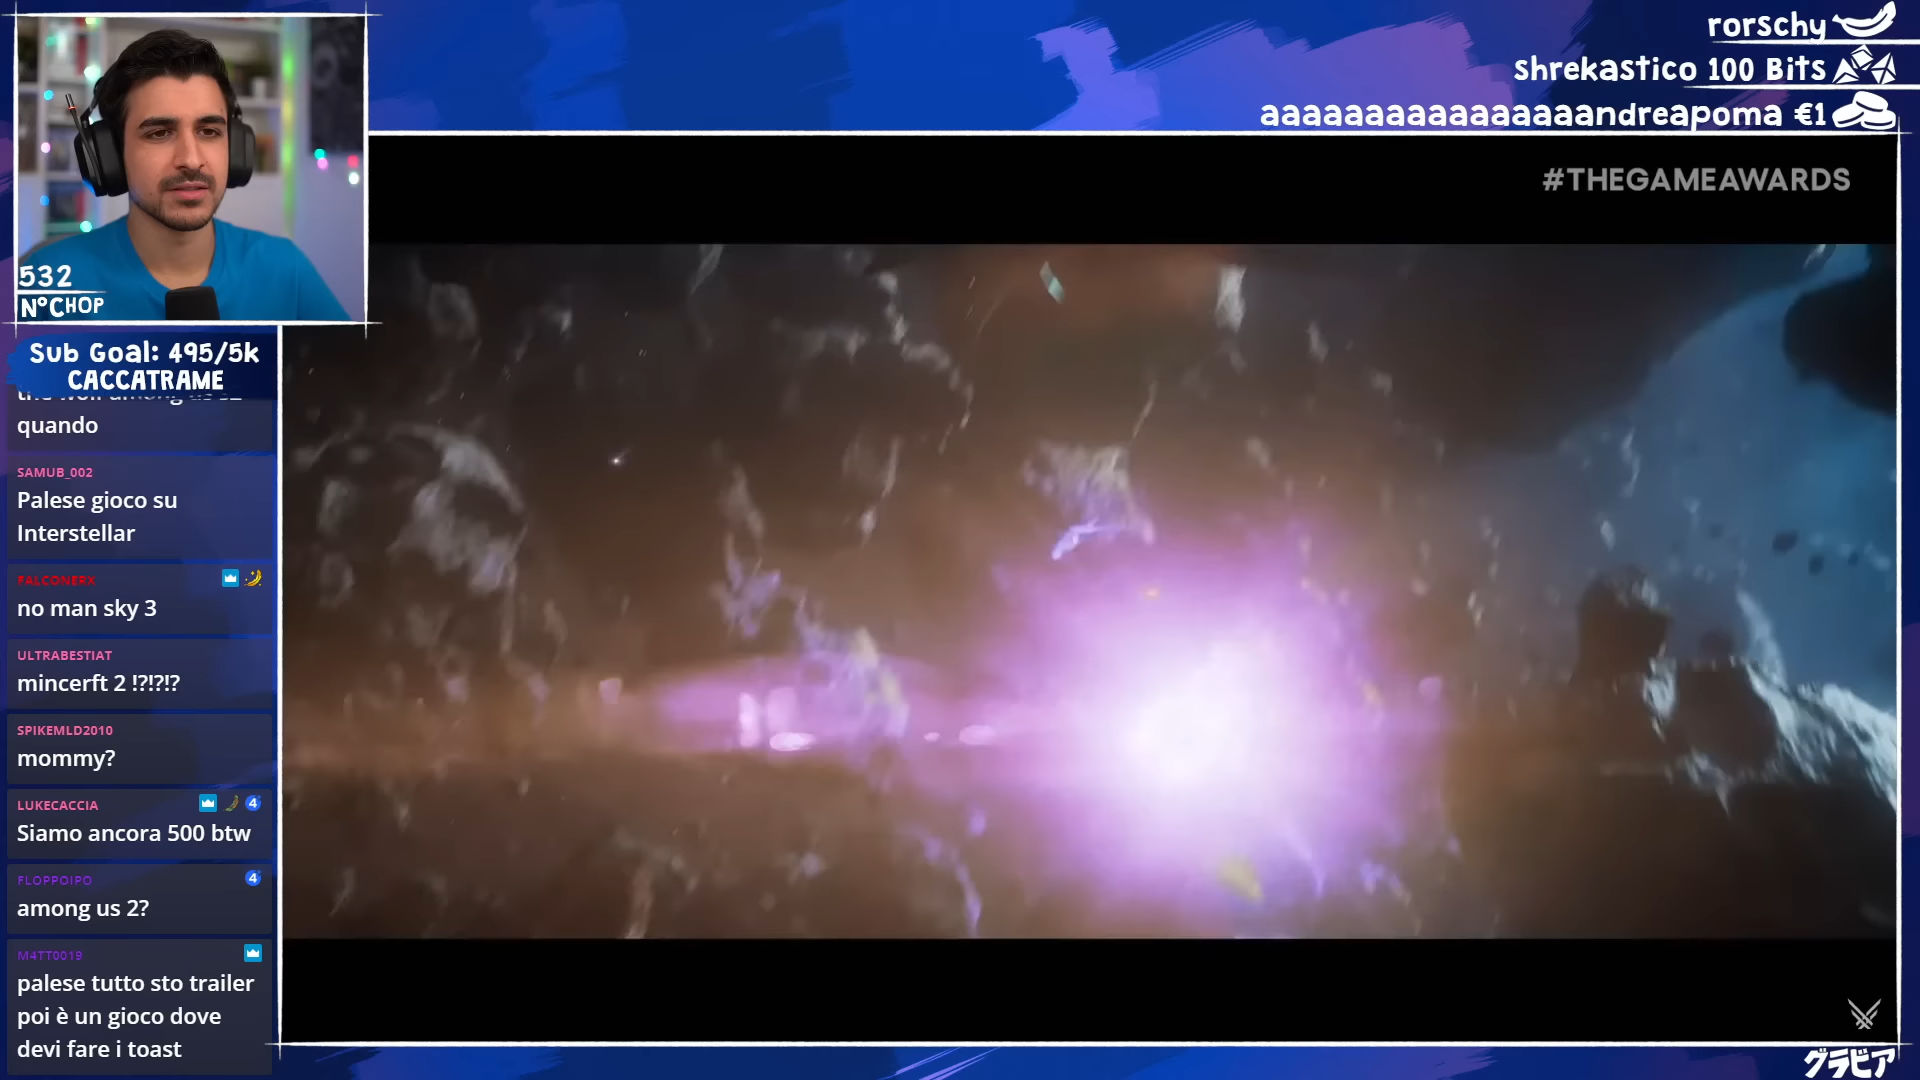 rorschy
shrekastico 100 Bits
aaaaaaaaaaaaaaaandreapoma €1
#THEGAMEAWARDS
532
N°CHOP
Sub Goal: 495/5k
CACCATRAME
quando
SAMUB_002
Palese gioco su
Interstellar
FALCONERX
no man sky 3
ULTRABESTIAT
mincerft 2 !?!?!?
SPIKEMLD2010
mommy?
LUKECACCIA
4
Siamo ancora 500 btw
FLOPPOIPO
4
among us 2?
M4TT0019
palese tutto sto trailer
poi è un gioco dove
devi fare i toast
グラビア